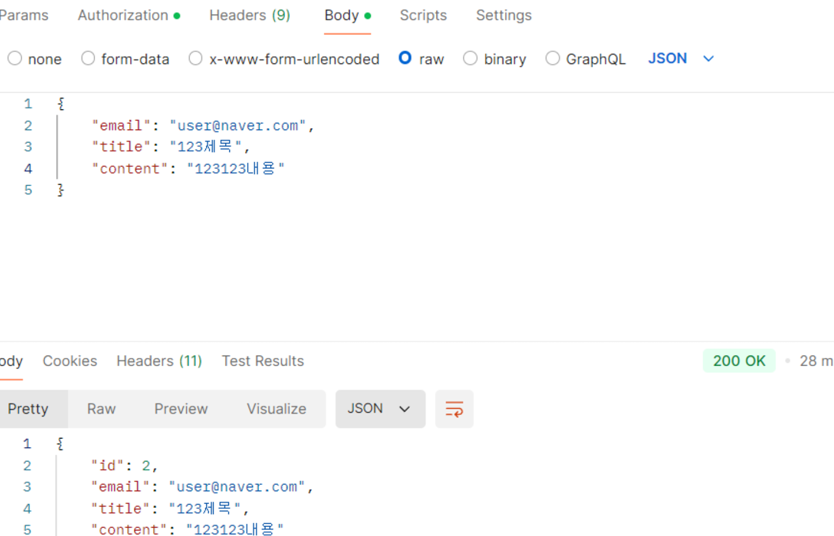 Params Authorization Headers (9) Body Scripts Settings
none form-data x-www-form-urlencoded raw binary GraphQL JSON
1 {
2 "email": "user@naver.com",
3 "title": "123제목",
4 "content": "123123내용"
5 }
ody Cookies Headers (11) Test Results 200 OK 28 m
Pretty Raw Preview Visualize JSON
1 {
2 "id": 2,
3 "email": "user@naver.com",
4 "title": "123제목",
5 "content": "123123내용"